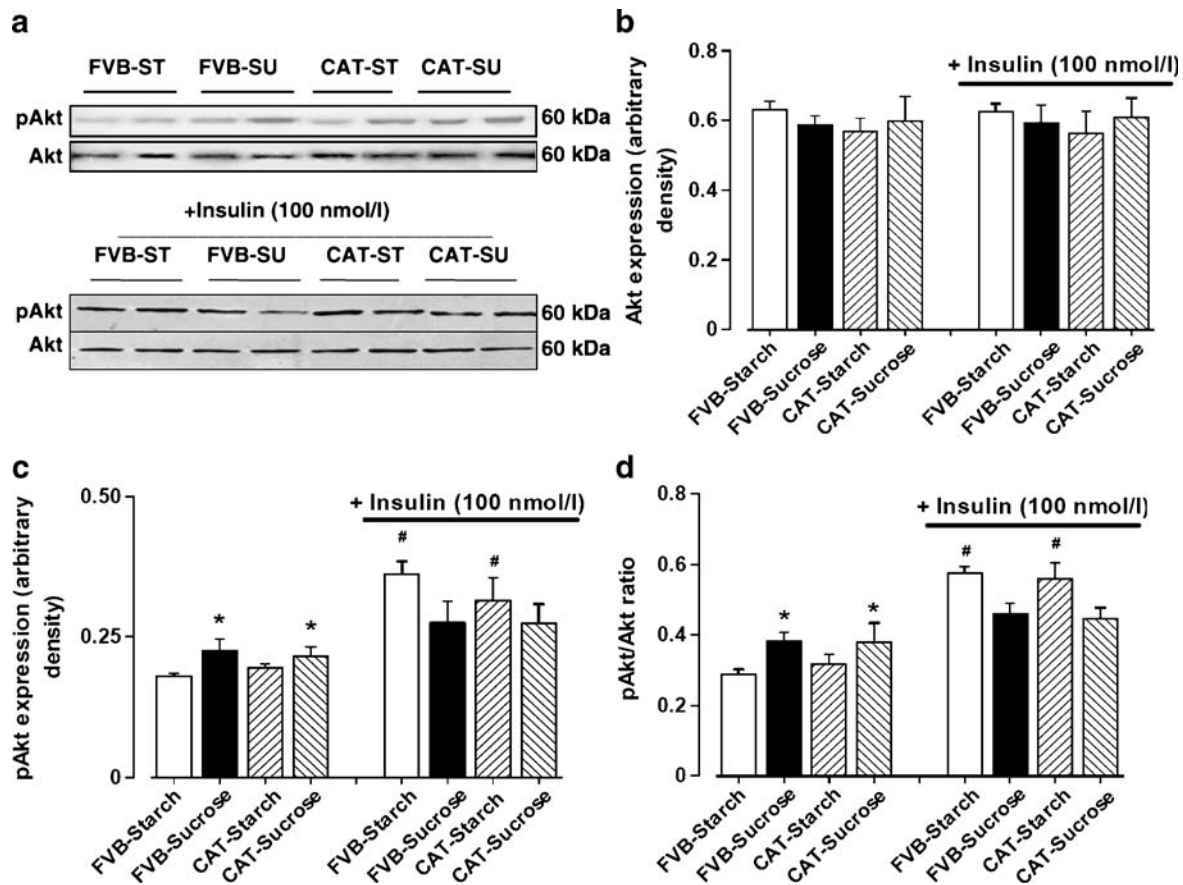 a
FVB-ST FVB-SU CAT-ST CAT-SU
pAkt 60 kDa
Akt 60 kDa
+Insulin (100 nmol/l)
FVB-ST FVB-SU CAT-ST CAT-SU
pAkt 60 kDa
Akt 60 kDa
b
+ Insulin (100 nmol/l)
Akt expression (arbitrary
density)
0.8
0.6
0.4
0.2
0
FVB-Starch
FVB-Sucrose
CAT-Starch
CAT-Sucrose
FVB-Starch
FVB-Sucrose
CAT-Starch
CAT-Sucrose
c
+ Insulin (100 nmol/l)
pAkt expression (arbitrary
density)
0.50
0.25
0
* * # #
FVB-Starch
FVB-Sucrose
CAT-Starch
CAT-Sucrose
FVB-Starch
FVB-Sucrose
CAT-Starch
CAT-Sucrose
d
+ Insulin (100 nmol/l)
pAkt/Akt ratio
0.8
0.6
0.4
0.2
0
* * # #
FVB-Starch
FVB-Sucrose
CAT-Starch
CAT-Sucrose
FVB-Starch
FVB-Sucrose
CAT-Starch
CAT-Sucrose